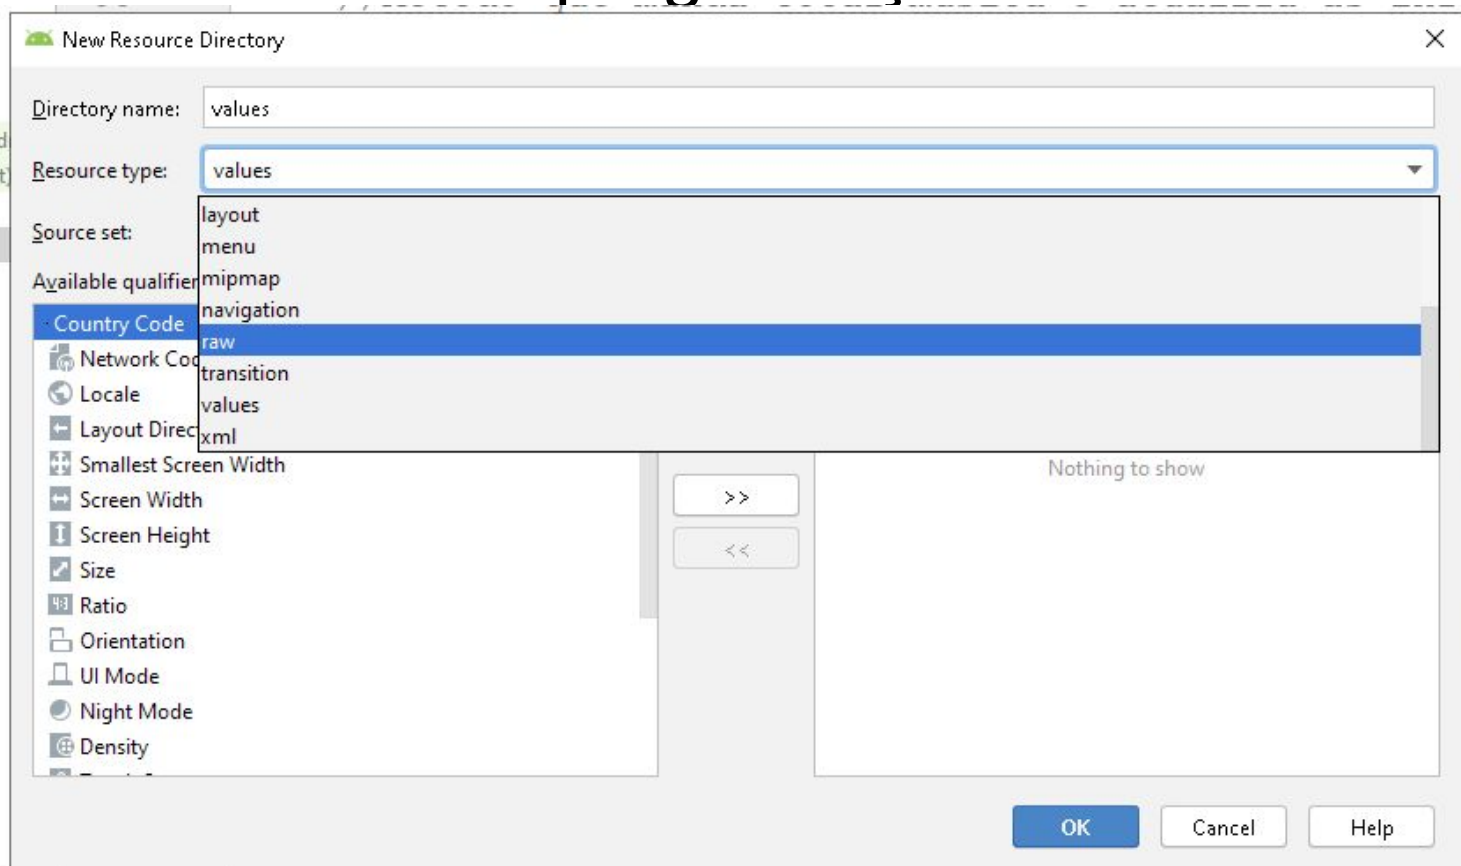 New Resource Directory
Directory name: values
Resource type: values
layout
Source set:
menu
mipmap
Available qualifier
navigation
Country Code
raw
Network Coo
transition
Locale
values
Layout Direc
xml
Smallest Screen Width
Nothing to show
Screen Width
>>
Screen Height
<<
Size
Ratio
Orientation
UI Mode
Night Mode
Density
OK Cancel Help